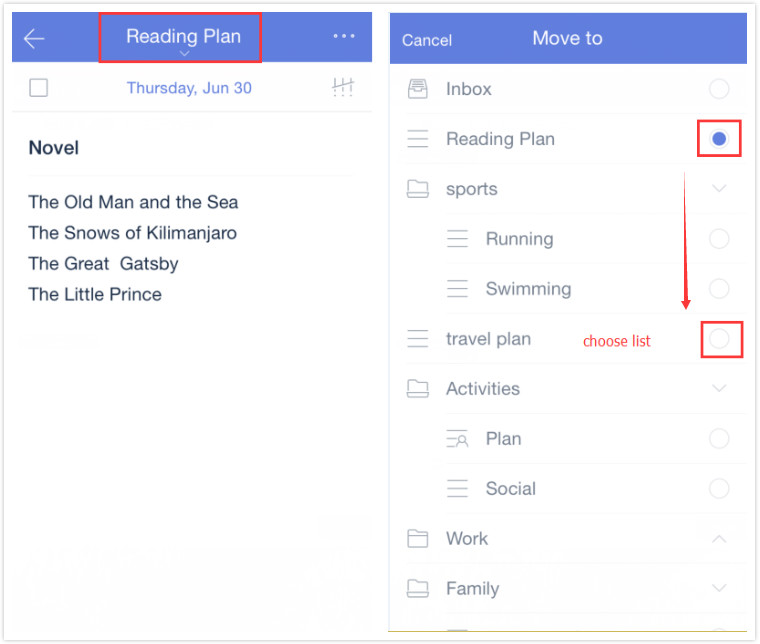 Reading Plan
Thursday, Jun 30
Novel
The Old Man and the Sea
The Snows of Kilimanjaro
The Great  Gatsby
The Little Prince
Cancel
Move to
Inbox
Reading Plan
sports
Running
Swimming
travel plan
choose list
Activities
Plan
Social
Work
Family